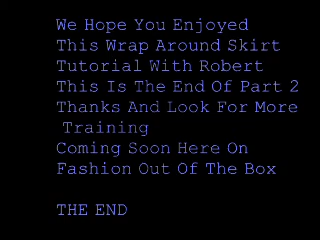 We Hope You Enjoyed
This Wrap Around Skirt
Tutorial With Robert
This Is The End Of Part 2
Thanks And Look For More
Training
Coming Soon Here On
Fashion Out Of The Box
THE END